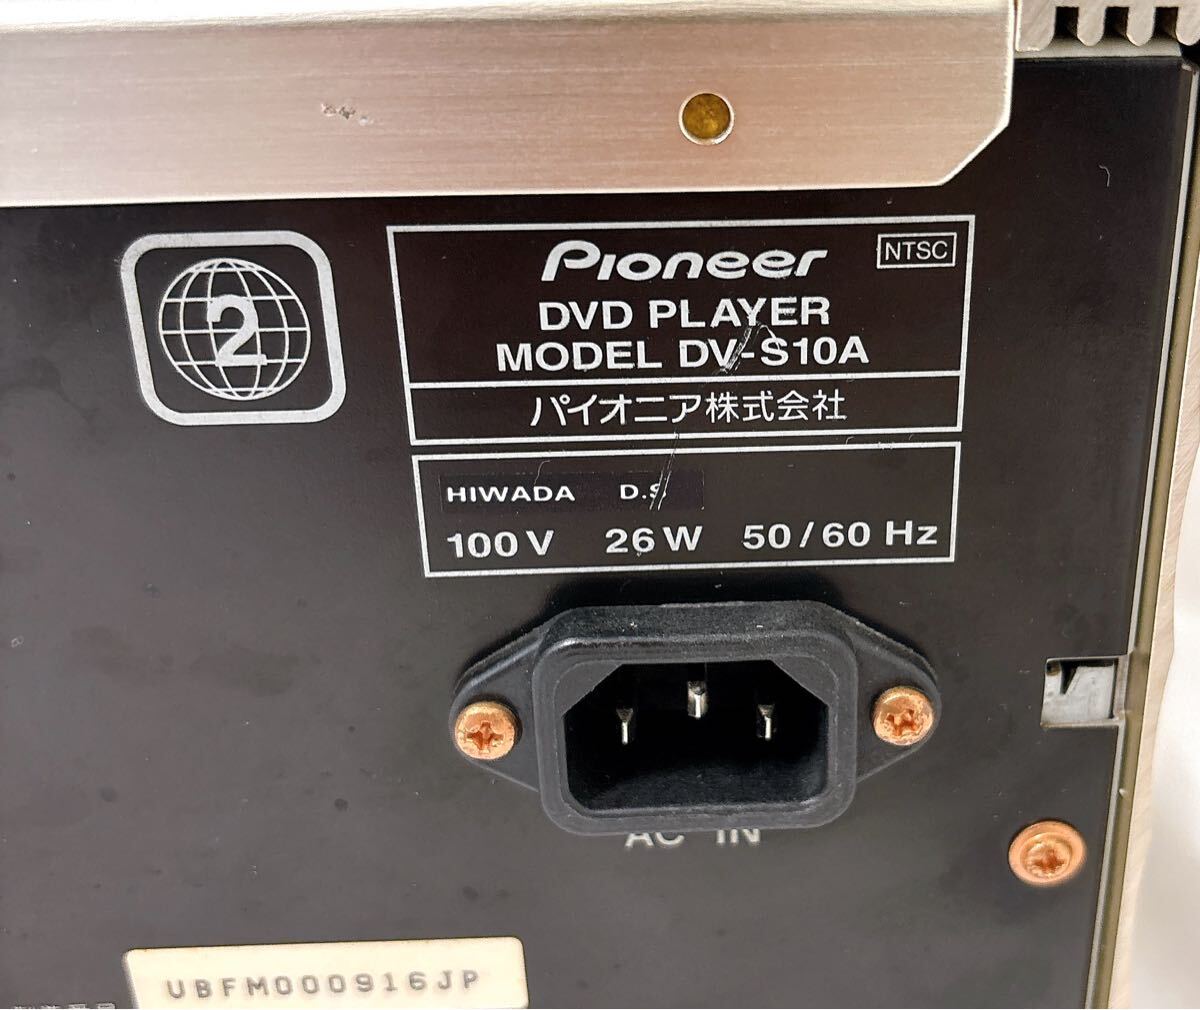 2
Pioneer
NTSC
DVD PLAYER
MODEL DV-S10A
パイオニア株式会社
HIWADA D.S
100V 26W 50/60 Hz
AC IN
UBFM000916JP